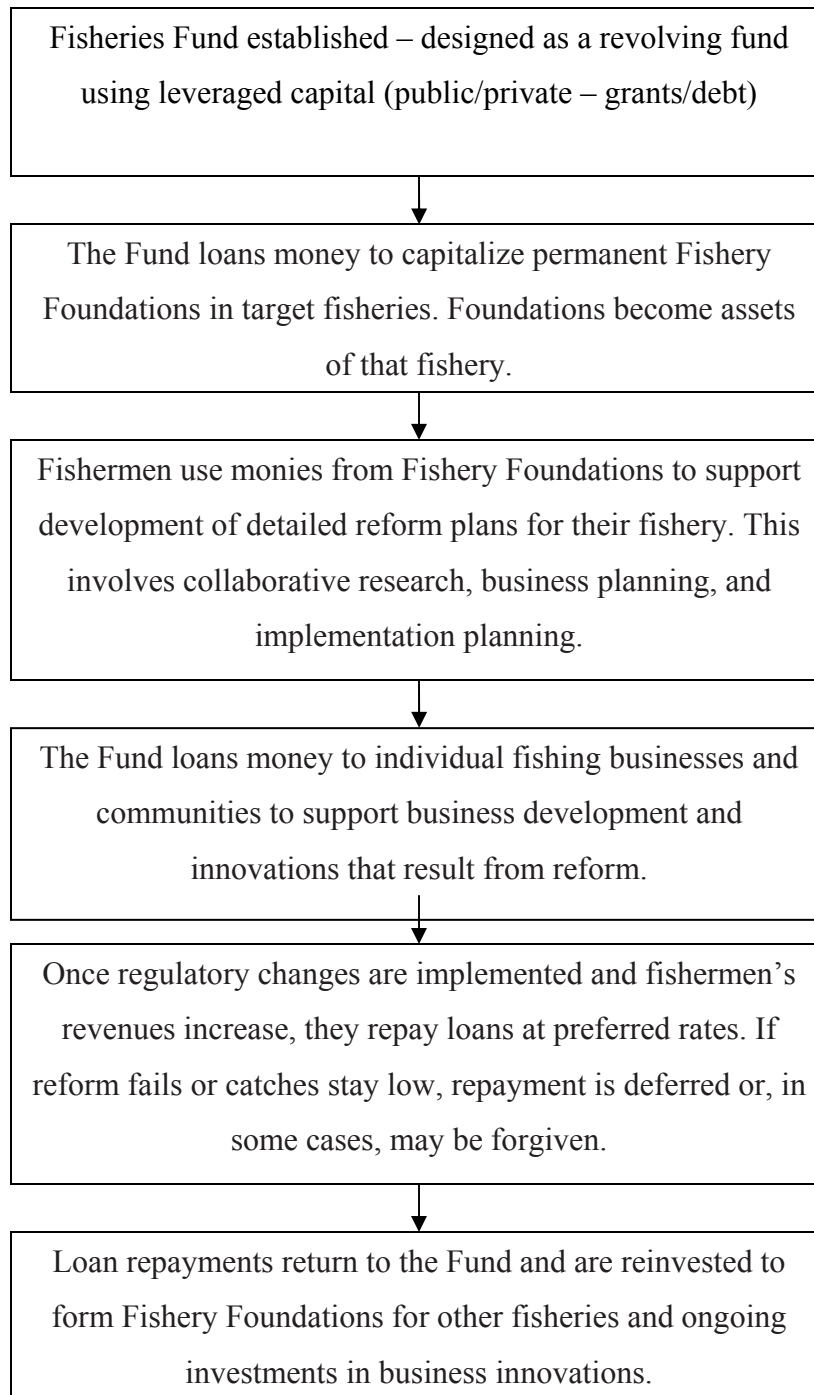 Fisheries Fund established – designed as a revolving fund
using leveraged capital (public/private – grants/debt)
The Fund loans money to capitalize permanent Fishery
Foundations in target fisheries. Foundations become assets
of that fishery.
Fishermen use monies from Fishery Foundations to support
development of detailed reform plans for their fishery. This
involves collaborative research, business planning, and
implementation planning.
The Fund loans money to individual fishing businesses and
communities to support business development and
innovations that result from reform.
Once regulatory changes are implemented and fishermen’s
revenues increase, they repay loans at preferred rates. If
reform fails or catches stay low, repayment is deferred or, in
some cases, may be forgiven.
Loan repayments return to the Fund and are reinvested to
form Fishery Foundations for other fisheries and ongoing
investments in business innovations.